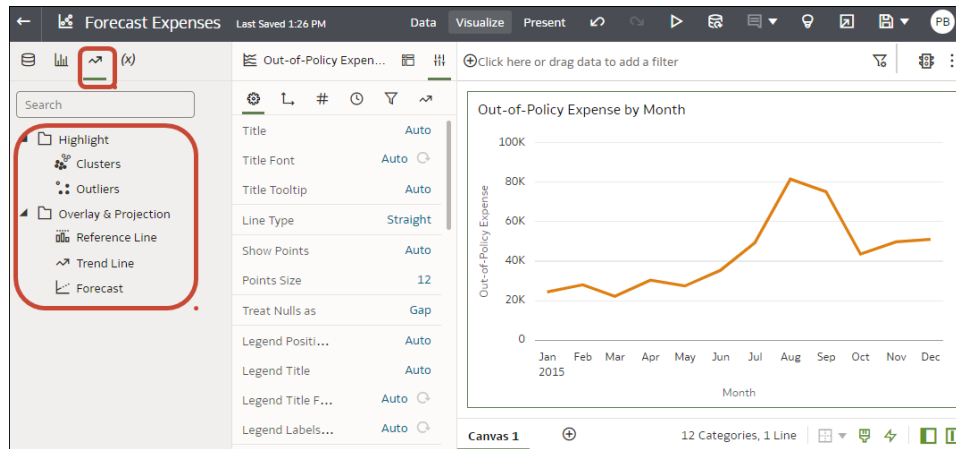 Forecast Expenses Last Saved 1:26 PM Data Visualize Present PB
(x)
Search
Highlight
Clusters
Outliers
Overlay & Projection
Reference Line
Trend Line
Forecast
Out-of-Policy Expen...
#
Title Auto
Title Font Auto
Title Tooltip Auto
Line Type Straight
Show Points Auto
Points Size 12
Treat Nulls as Gap
Legend Positi... Auto
Legend Title Auto
Legend Title F... Auto
Legend Labels... Auto
Click here or drag data to add a filter
Out-of-Policy Expense by Month
Out-of-Policy Expense
100K
80K
60K
40K
20K
0
Jan Feb Mar Apr May Jun Jul Aug Sep Oct Nov Dec
2015
Month
Canvas 1 12 Categories, 1 Line